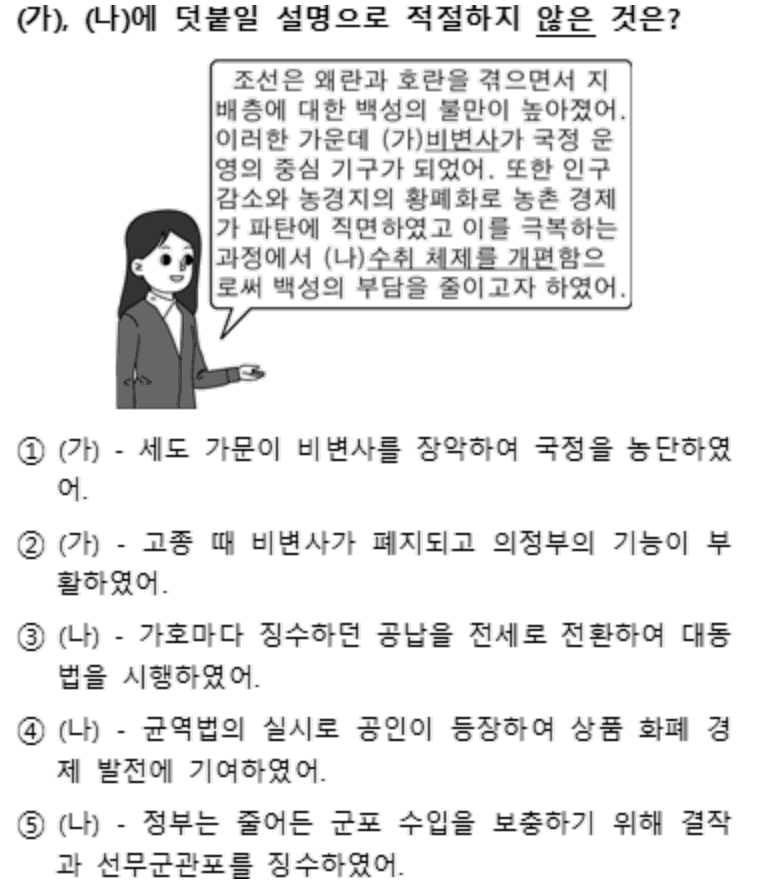 (가), (나)에 덧붙일 설명으로 적절하지 않은 것은?
조선은 왜란과 호란을 겪으면서 지
배층에 대한 백성의 불만이 높아졌어.
이러한 가운데 (가)비변사가 국정 운
영의 중심 기구가 되었어. 또한 인구
감소와 농경지의 황폐화로 농촌 경제
가 파탄에 직면하였고 이를 극복하는
과정에서 (나)수취 체제를 개편함으
로써 백성의 부담을 줄이고자 하였어.
① (가) - 세도 가문이 비변사를 장악하여 국정을 농단하였
어.
② (가) - 고종 때 비변사가 폐지되고 의정부의 기능이 부
활하였어.
③ (나) - 가호마다 징수하던 공납을 전세로 전환하여 대동
법을 시행하였어.
④ (나) - 균역법의 실시로 공인이 등장하여 상품 화폐 경
제 발전에 기여하였어.
⑤ (나) - 정부는 줄어든 군포 수입을 보충하기 위해 결작
과 선무군관포를 징수하였어.